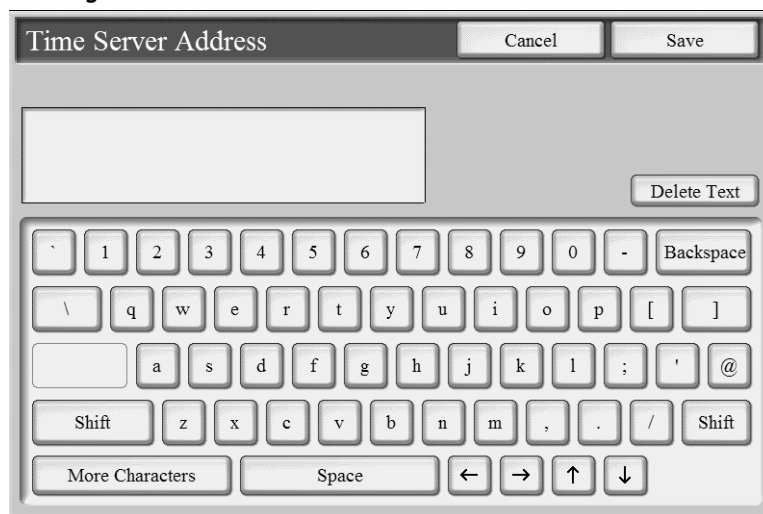 Time Server Address Cancel Save
Delete Text
` 1 2 3 4 5 6 7 8 9 0 - Backspace
\ q w e r t y u i o p [ ]
a s d f g h j k l ; ' @
Shift z x c v b n m , . / Shift
More Characters Space ← → ↑ ↓